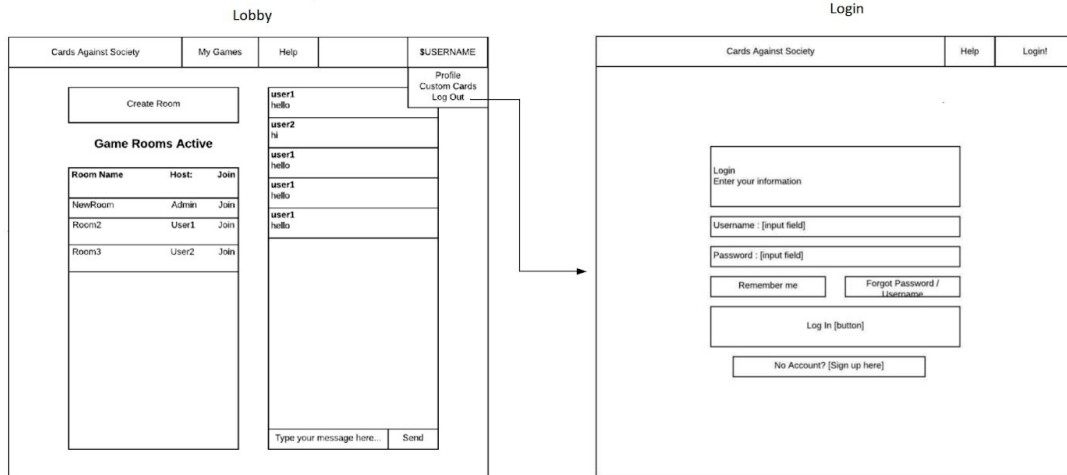 Lobby
Cards Against Society
My Games
Help
$USERNAME
Profile
Custom Cards
Log Out
Create Room
Game Rooms Active
Room Name Host: Join
NewRoom Admin Join
Room2 User1 Join
Room3 User2 Join
user1
hello
user2
hi
user1
hello
user1
hello
user1
hello
Type your message here...
Send
Login
Cards Against Society
Help
Login!
Login
Enter your information
Username : [input field]
Password : [input field]
Remember me
Forgot Password /
Username
Log In [button]
No Account? [Sign up here]